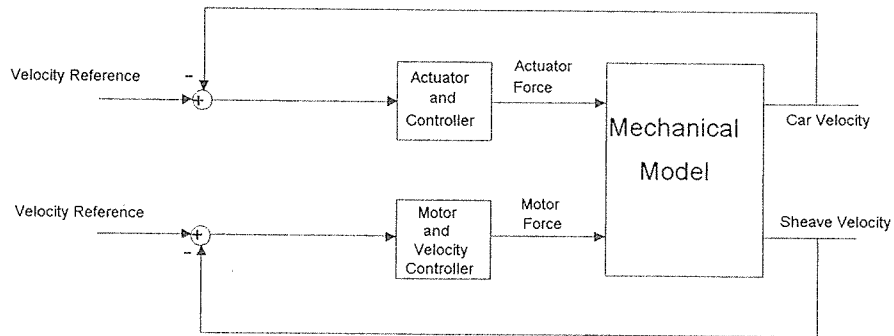 Velocity Reference
–
+
Actuator
and
Controller
Actuator
Force
Mechanical
Model
Car Velocity
Velocity Reference
+
–
Motor
and
Velocity
Controller
Motor
Force
Sheave Velocity